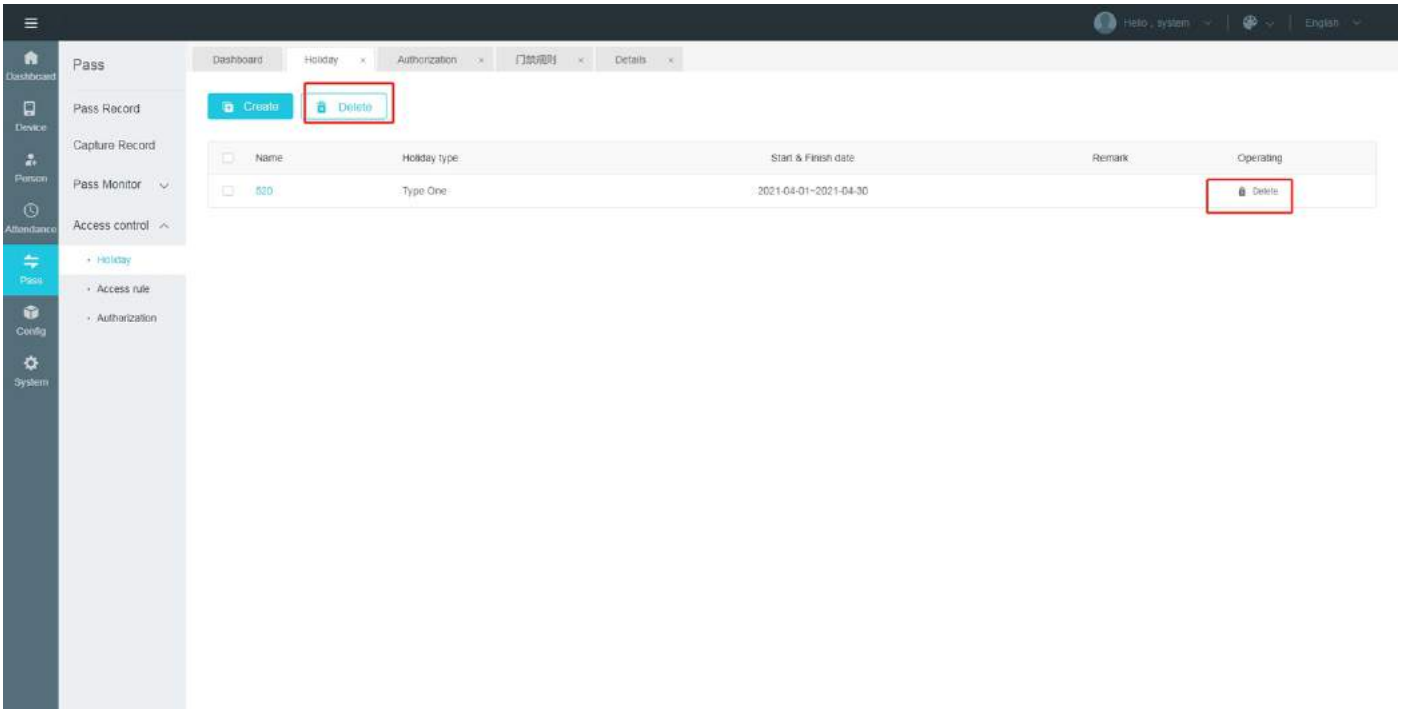 Hello , system
English
Dashboard
Device
Person
Attendance
Pass
Config
System
Pass
Pass Record
Capture Record
Pass Monitor
Access control
Holiday
Access rule
Authorization
Dashboard Holiday × Authorization × 门禁规则 × Details ×
Create Delete
Name Holiday type Start & Finish date Remark Operating
520 Type One 2021-04-01~2021-04-30 Delete